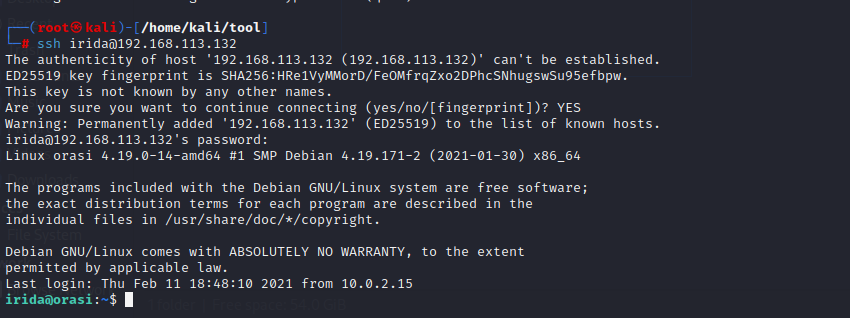 ┌──(root㉿kali)-[/home/kali/tool]
└─# ssh irida@192.168.113.132
The authenticity of host '192.168.113.132 (192.168.113.132)' can't be established.
ED25519 key fingerprint is SHA256:HRe1VyMMorD/FeOMfrqZxo2DPhcSNhugswSu95efbpw.
This key is not known by any other names.
Are you sure you want to continue connecting (yes/no/[fingerprint])? YES
Warning: Permanently added '192.168.113.132' (ED25519) to the list of known hosts.
irida@192.168.113.132's password:
Linux orasi 4.19.0-14-amd64 #1 SMP Debian 4.19.171-2 (2021-01-30) x86_64
The programs included with the Debian GNU/Linux system are free software;
the exact distribution terms for each program are described in the
individual files in /usr/share/doc/*/copyright.
File System
Debian GNU/Linux comes with ABSOLUTELY NO WARRANTY, to the extent
permitted by applicable law.
Last login: Thu Feb 11 18:48:10 2021 from 10.0.2.15
irida@orasi:~$